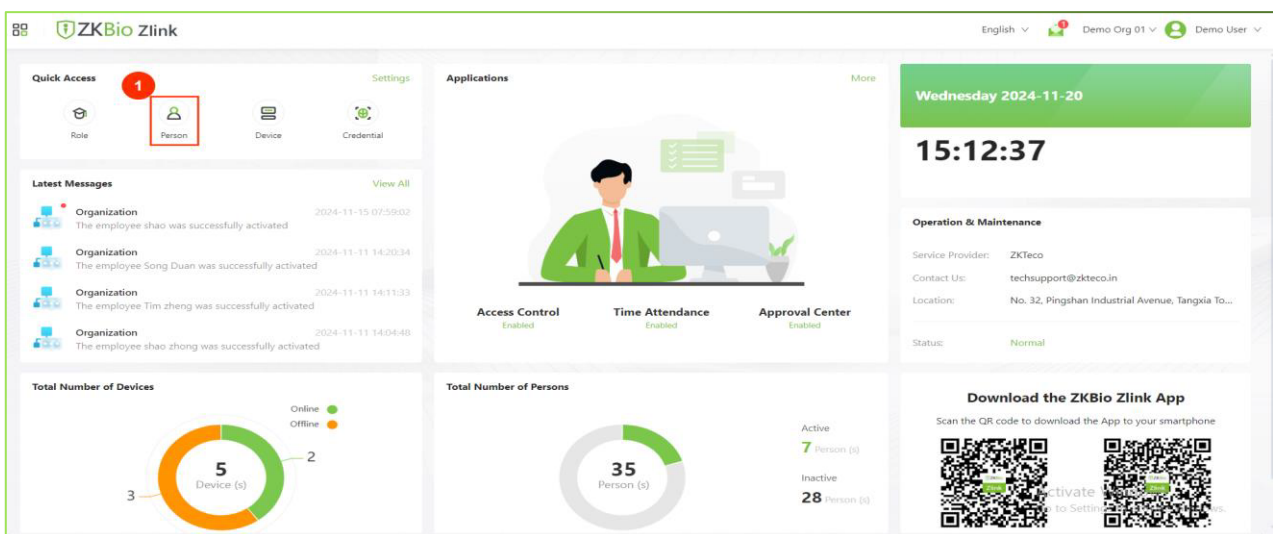 ZKBio Zlink
English
1
Demo Org 01
Demo User
Quick Access
Settings
1
Role
Person
Device
Credential
Latest Messages
View All
Organization
2024-11-15 07:59:02
The employee shao was successfully activated
Organization
2024-11-11 14:20:34
The employee Song Duan was successfully activated
Organization
2024-11-11 14:11:33
The employee Tim zheng was successfully activated
Organization
2024-11-11 14:04:48
The employee shao zhong was successfully activated
Applications
More
Access Control
Enabled
Time Attendance
Enabled
Approval Center
Enabled
Wednesday 2024-11-20
15:12:37
Operation & Maintenance
Service Provider: ZKTeco
Contact Us: techsupport@zkteco.in
Location: No. 32, Pingshan Industrial Avenue, Tangxia To...
Status: Normal
Total Number of Devices
Online
Offline
2
5
Device (s)
3
Total Number of Persons
35
Person (s)
Active
7 Person (s)
Inactive
28 Person (s)
Download the ZKBio Zlink App
Scan the QR code to download the App to your smartphone
Zlink
Zlink